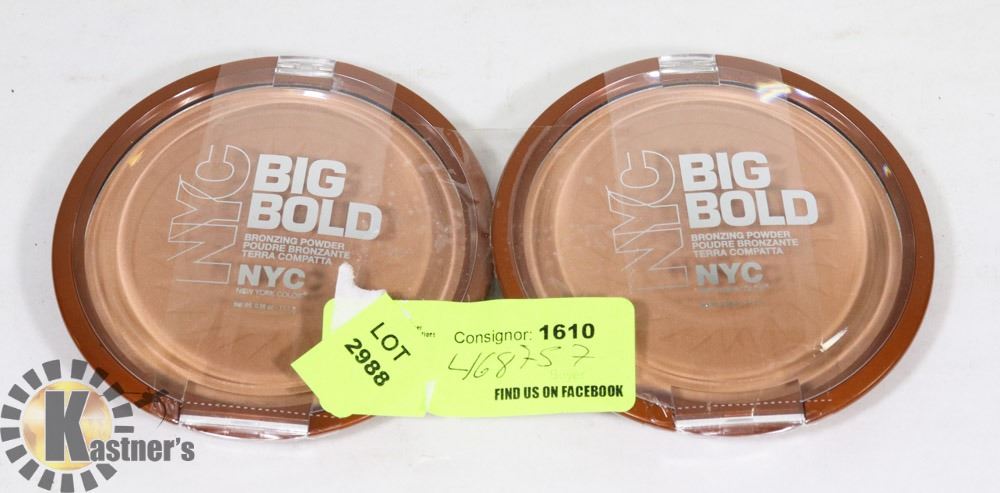 NYC
BIG
BOLD
BRONZING POWDER
POUDRE BRONZANTE
TERRA COMPATTA
NYC
NEW YORK COLOR
NYC
BIG
BOLD
BRONZING POWDER
POUDRE BRONZANTE
TERRA COMPATTA
NYC
LOT
2988
Consignor: 1610
468757
Buyer
FIND US ON FACEBOOK
Kastner's